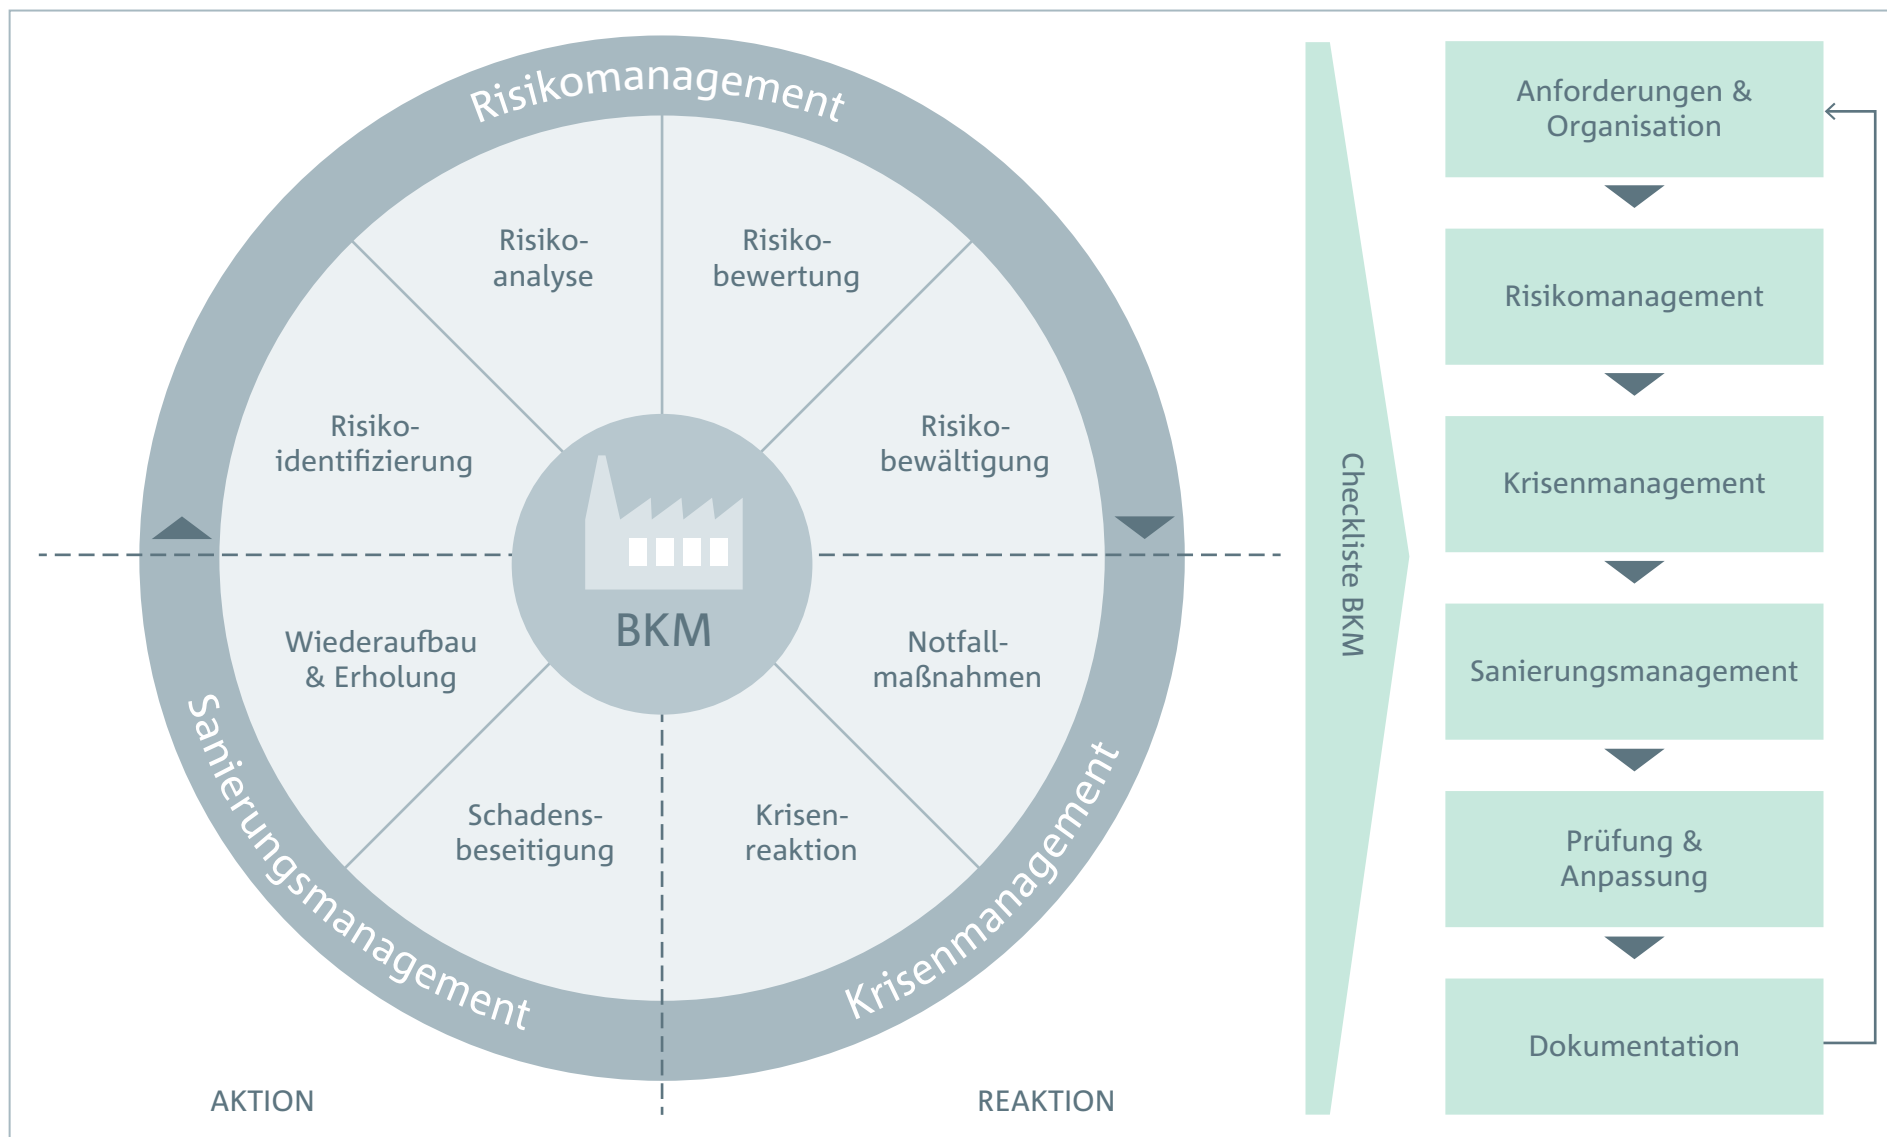 Risikomanagement
Risiko-
analyse
Risiko-
bewertung
Risiko-
identifizierung
Risiko-
bewältigung
BKM
Wiederaufbau
& Erholung
Notfall-
maßnahmen
Schadens-
beseitigung
Krisen-
reaktion
Sanierungsmanagement
Krisenmanagement
AKTION
REAKTION
Checkliste BKM
Anforderungen &
Organisation
Risikomanagement
Krisenmanagement
Sanierungsmanagement
Prüfung &
Anpassung
Dokumentation